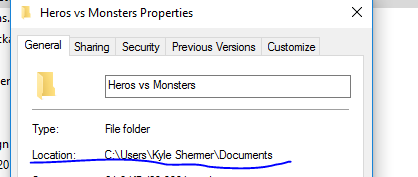 Heros vs Monsters Properties
General Sharing Security Previous Versions Customize
Heros vs Monsters
Type: File folder
Location: C:\Users\Kyle Shermer\Documents